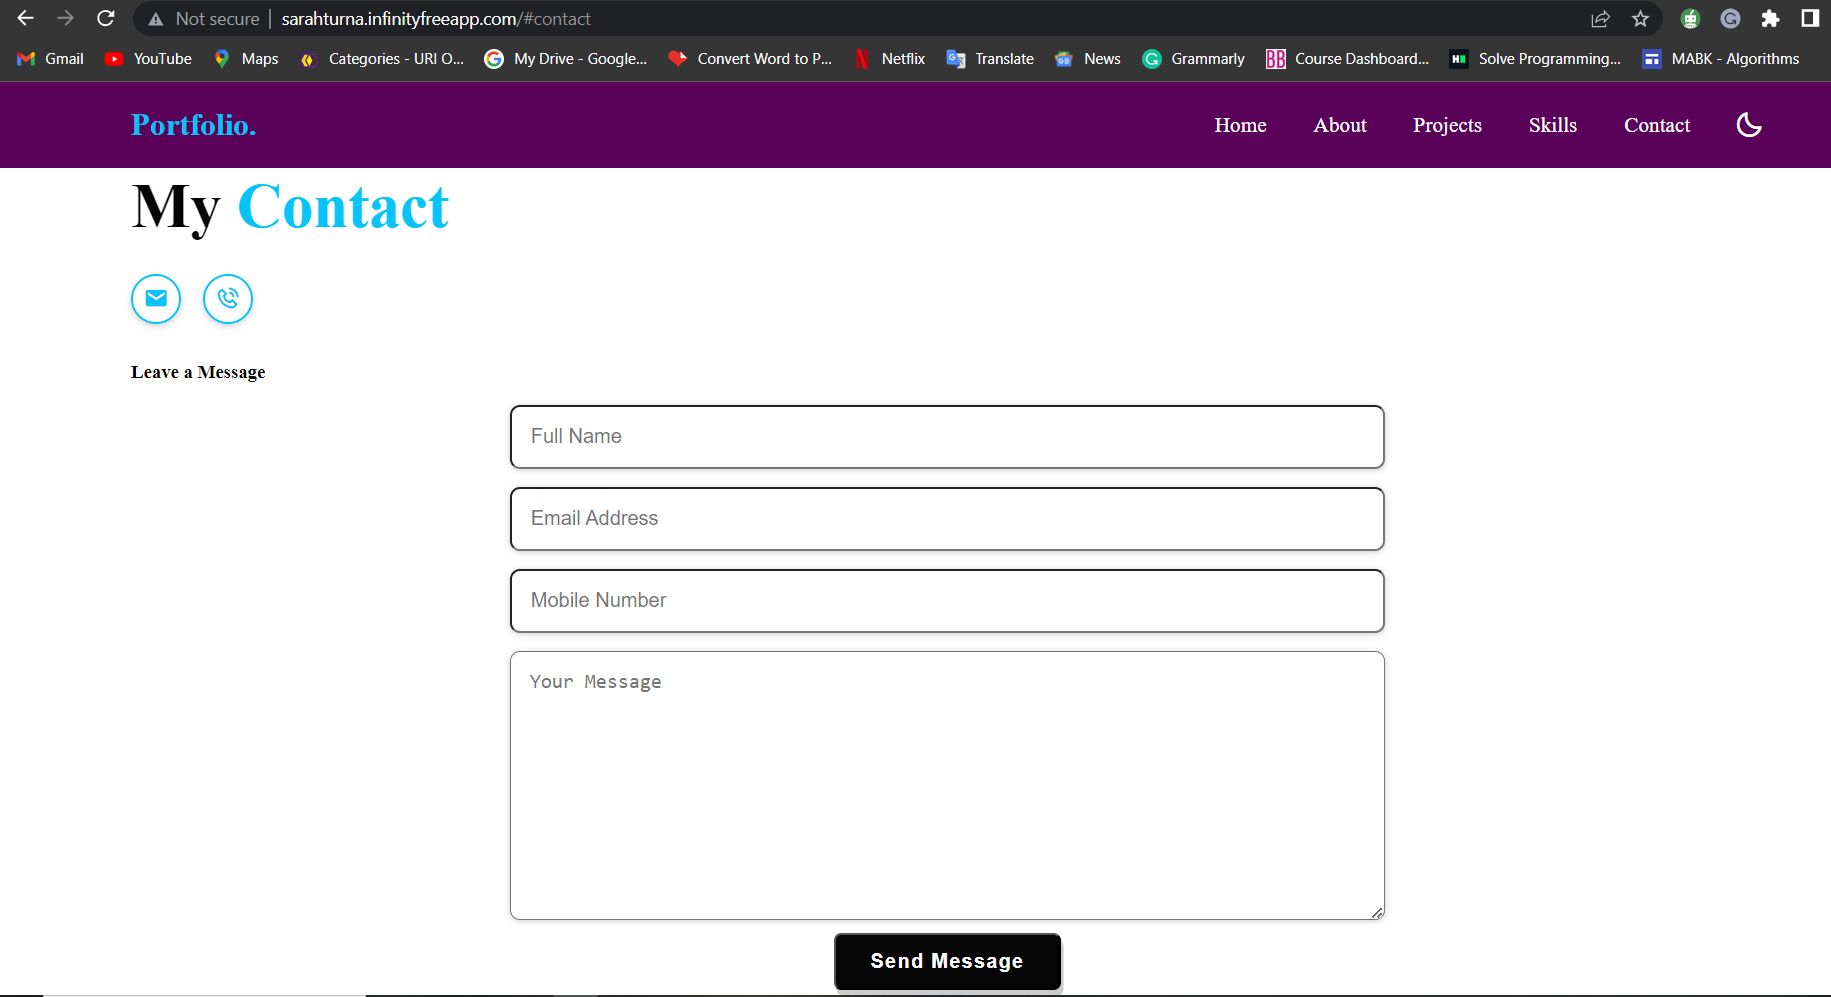 Not secure | sarahturna.infinityfreeapp.com/#contact
Gmail YouTube Maps Categories - URI O... My Drive - Google... Convert Word to P... Netflix Translate News Grammarly BB Course Dashboard... H Solve Programming... MABK - Algorithms
Portfolio. Home About Projects Skills Contact
My Contact
Leave a Message
Full Name
Email Address
Mobile Number
Your Message
Send Message